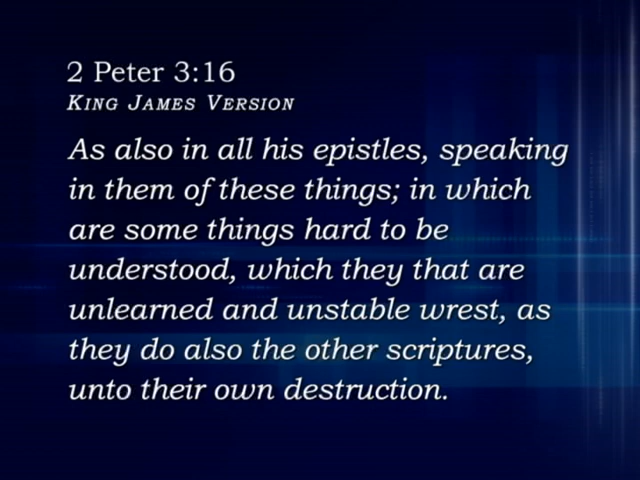 2 Peter 3:16
King James Version
As also in all his epistles, speaking
in them of these things; in which
are some things hard to be
understood, which they that are
unlearned and unstable wrest, as
they do also the other scriptures,
unto their own destruction.